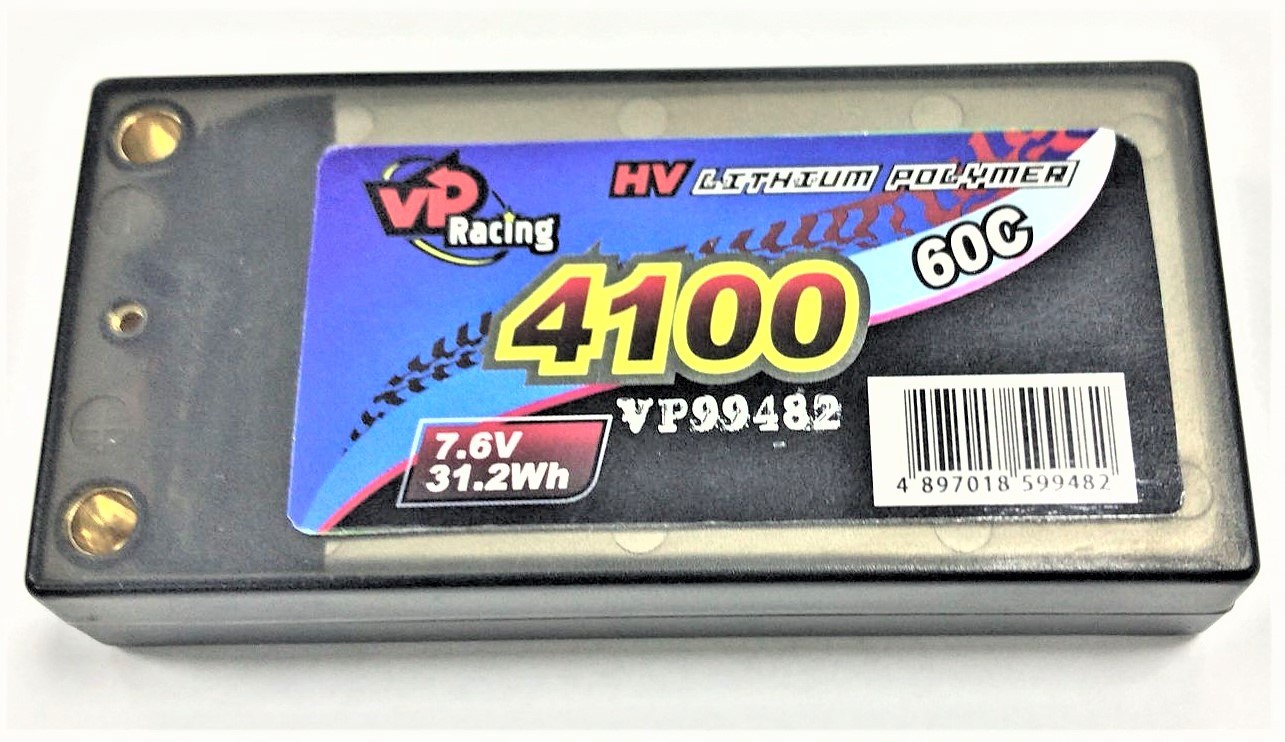 VP
Racing
HV LITHIUM POLYMER
60C
4100
VP99482
7.6V
31.2Wh
4 897018 599482